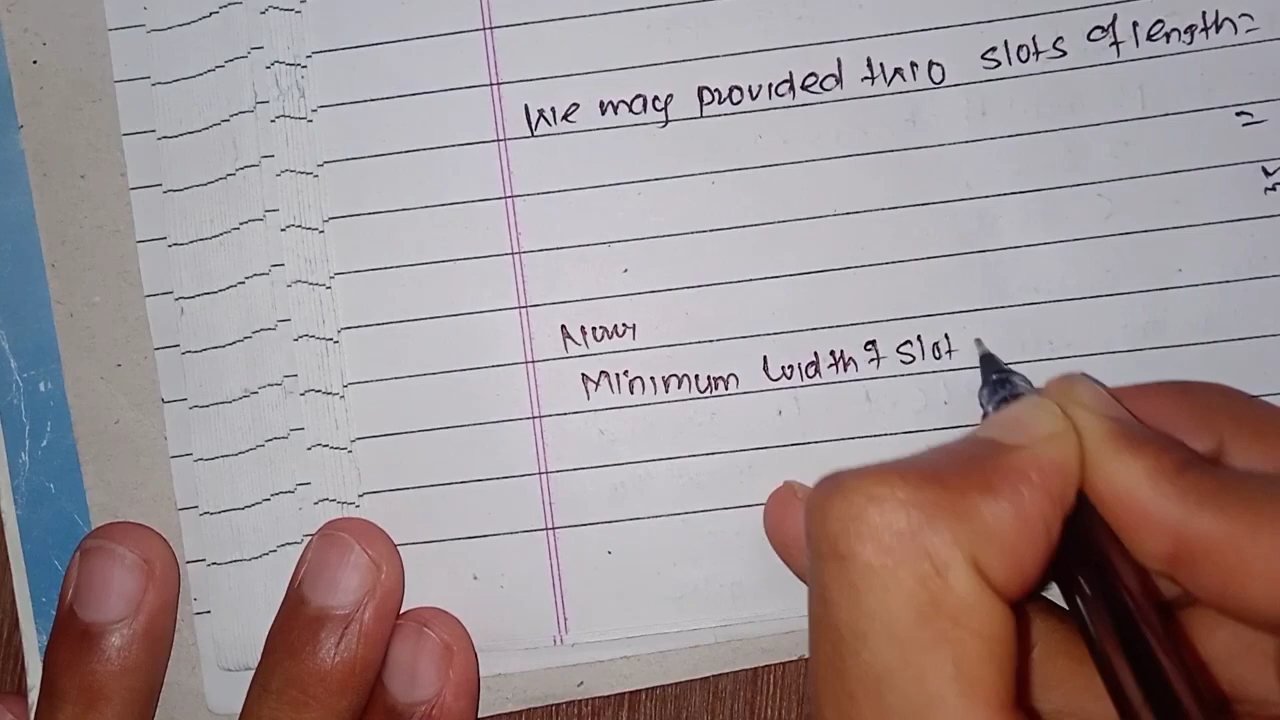 We may provided two slots of length=
=
Now,
Minimum width of slot